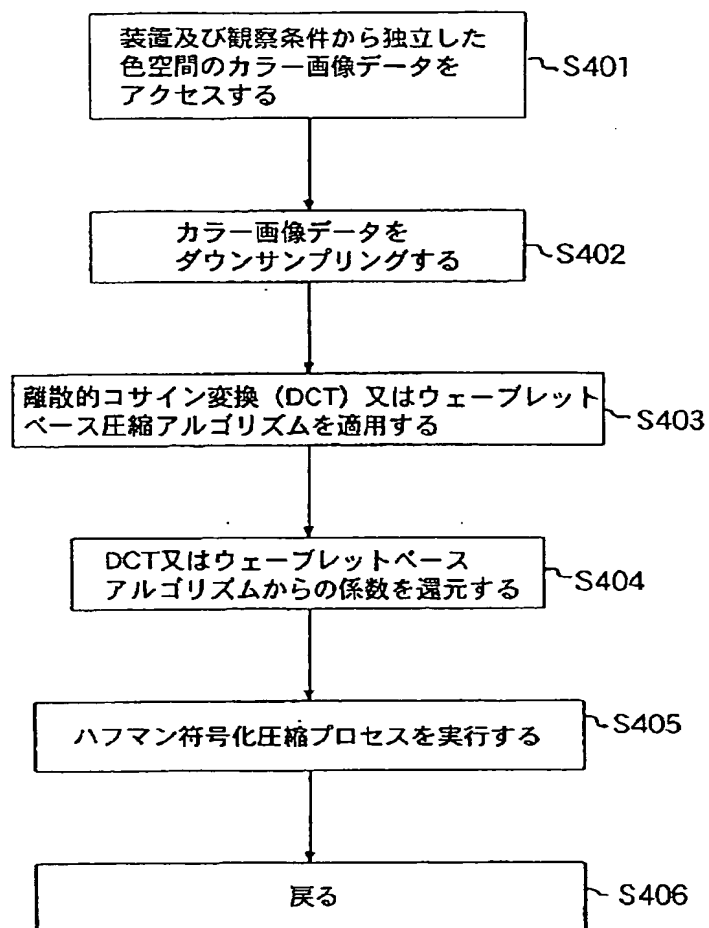 装置及び観察条件から独立した
色空間のカラー画像データを
アクセスする
S401
カラー画像データを
ダウンサンプリングする
S402
離散的コサイン変換（DCT）又はウェーブレット
ベース圧縮アルゴリズムを適用する
S403
DCT又はウェーブレットベース
アルゴリズムからの係数を還元する
S404
ハフマン符号化圧縮プロセスを実行する
S405
戻る
S406